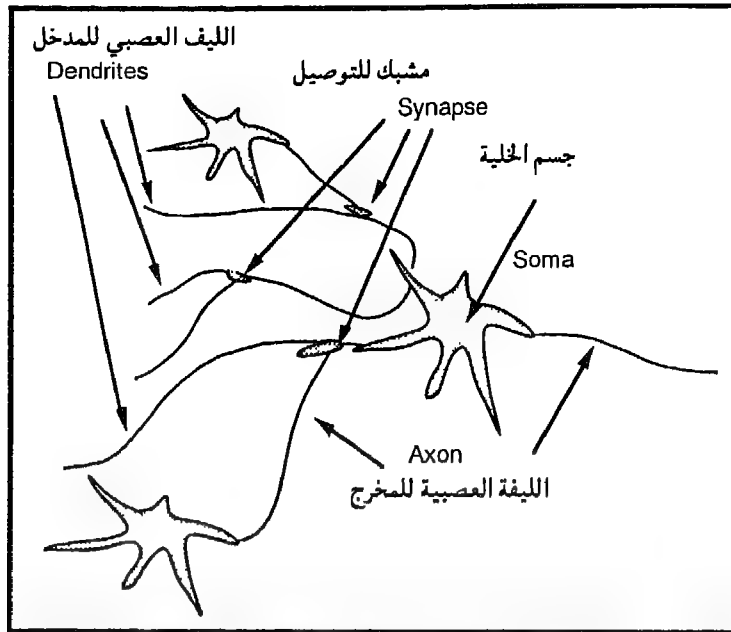 الليف العصبي للمدخل
Dendrites
مشبك للتوصيل
Synapse
جسم الخلية
Soma
Axon
الليفة العصبية للمخرج